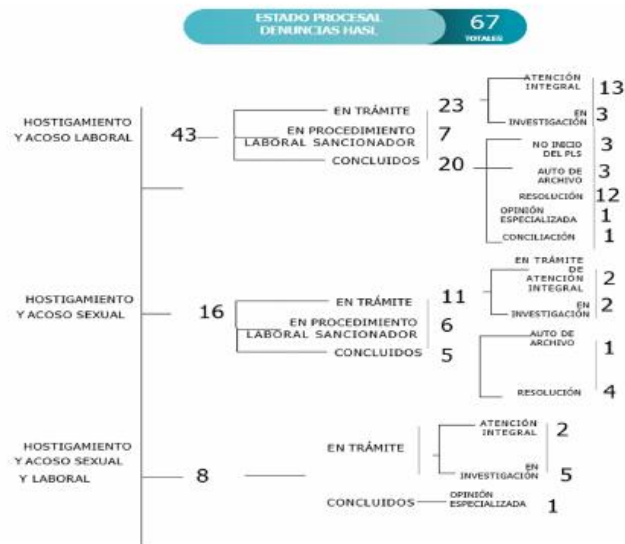 ESTADO PROCESAL
DENUNCIAS HASL
67
TOTALES
HOSTIGAMIENTO
Y ACOSO LABORAL
43
EN TRÁMITE
23
EN PROCEDIMIENTO
LABORAL SANCIONADOR
7
CONCLUIDOS
20
ATENCIÓN
INTEGRAL
13
EN
INVESTIGACIÓN
3
NO INICIO
DEL PLS
3
AUTO DE
ARCHIVO
3
RESOLUCIÓN
12
OPINIÓN
ESPECIALIZADA
1
CONCILIACIÓN
1
HOSTIGAMIENTO
Y ACOSO SEXUAL
16
EN TRÁMITE
11
EN PROCEDIMIENTO
LABORAL SANCIONADOR
6
CONCLUIDOS
5
EN TRÁMITE
DE
ATENCIÓN
INTEGRAL
2
EN
INVESTIGACIÓN
2
AUTO DE
ARCHIVO
1
RESOLUCIÓN
4
HOSTIGAMIENTO
Y ACOSO SEXUAL
Y LABORAL
8
EN TRÁMITE
ATENCIÓN
INTEGRAL
2
EN
INVESTIGACIÓN
5
CONCLUIDOS
OPINIÓN
ESPECIALIZADA
1